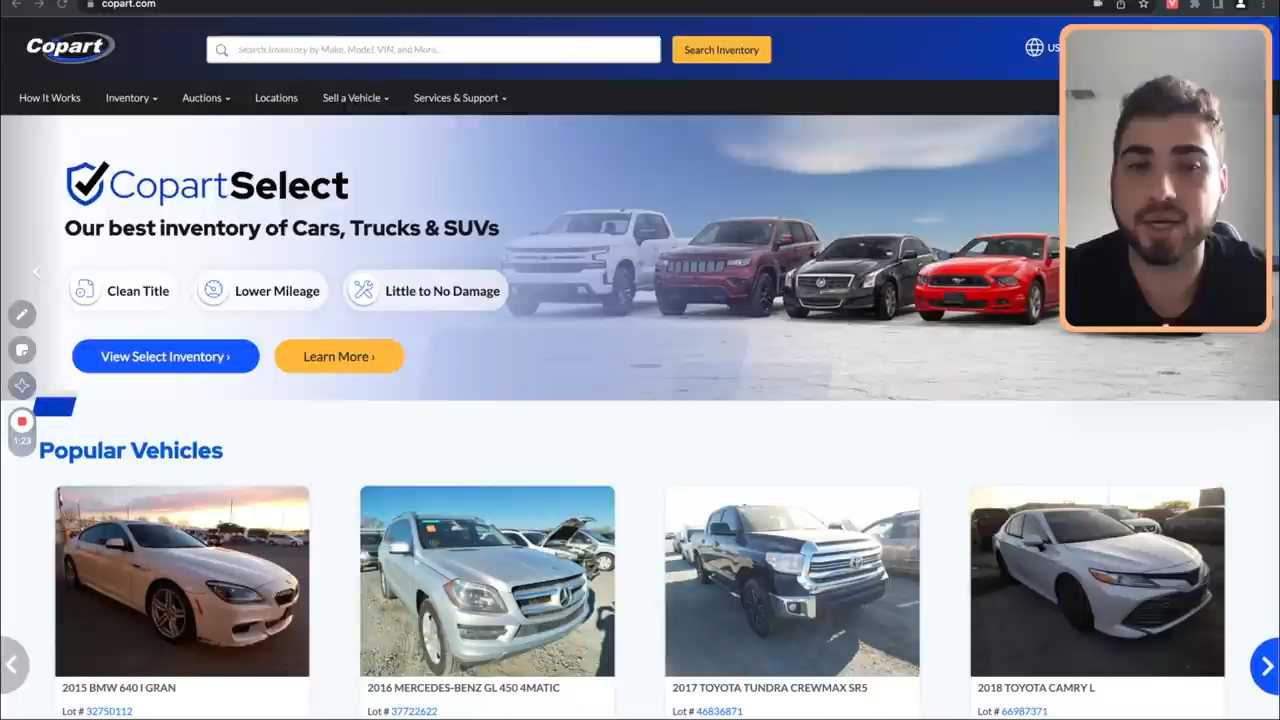 copart.com
Copart
Search Inventory by Make, Model, VIN, and More...
Search Inventory
US
How It Works
Inventory
Auctions
Locations
Sell a Vehicle
Services & Support
CopartSelect
Our best inventory of Cars, Trucks & SUVs
Clean Title
Lower Mileage
Little to No Damage
View Select Inventory ›
Learn More ›
1:23
Popular Vehicles
2015 BMW 640 I GRAN
2016 MERCEDES-BENZ GL 450 4MATIC
2017 TOYOTA TUNDRA CREWMAX SR5
2018 TOYOTA CAMRY L
Lot # 32750112
Lot # 37722622
Lot # 46836871
Lot # 66987371